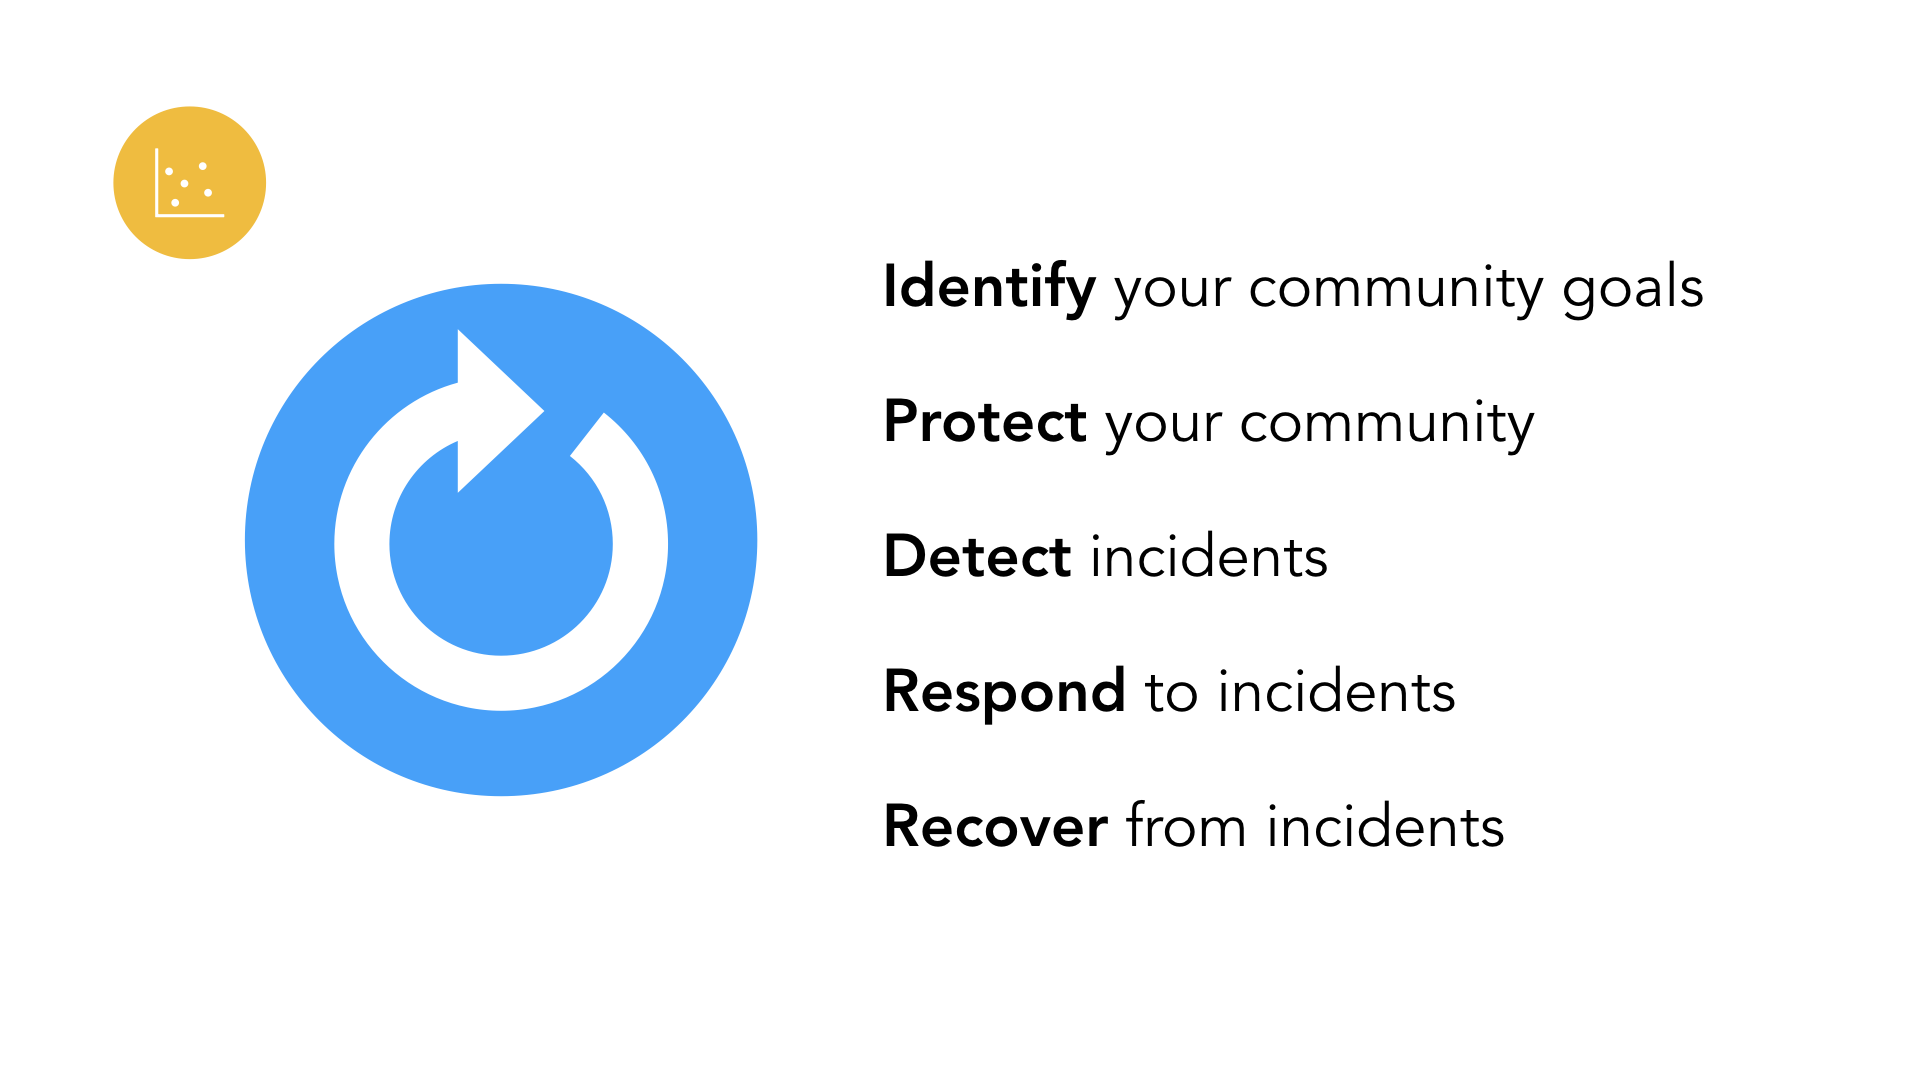 Identify your community goals
Protect your community
Detect incidents
Respond to incidents
Recover from incidents